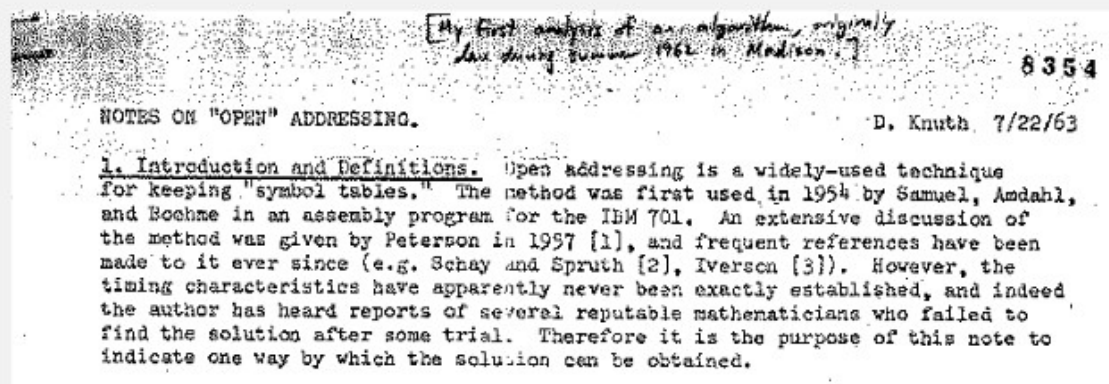 [My first analysis of an algorithm, originally
done during summer 1962 in Madison.]
8354
NOTES ON "OPEN" ADDRESSING.
D. Knuth 7/22/63
1. Introduction and Definitions. Open addressing is a widely-used technique
for keeping "symbol tables." The method was first used in 1954 by Samuel, Amdahl,
and Boehme in an assembly program for the IBM 701. An extensive discussion of
the method was given by Peterson in 1957 [1], and frequent references have been
made to it ever since (e.g. Schay and Spruth [2], Iverson [3]). However, the
timing characteristics have apparently never been exactly established, and indeed
the author has heard reports of several reputable mathematicians who failed to
find the solution after some trial. Therefore it is the purpose of this note to
indicate one way by which the solution can be obtained.